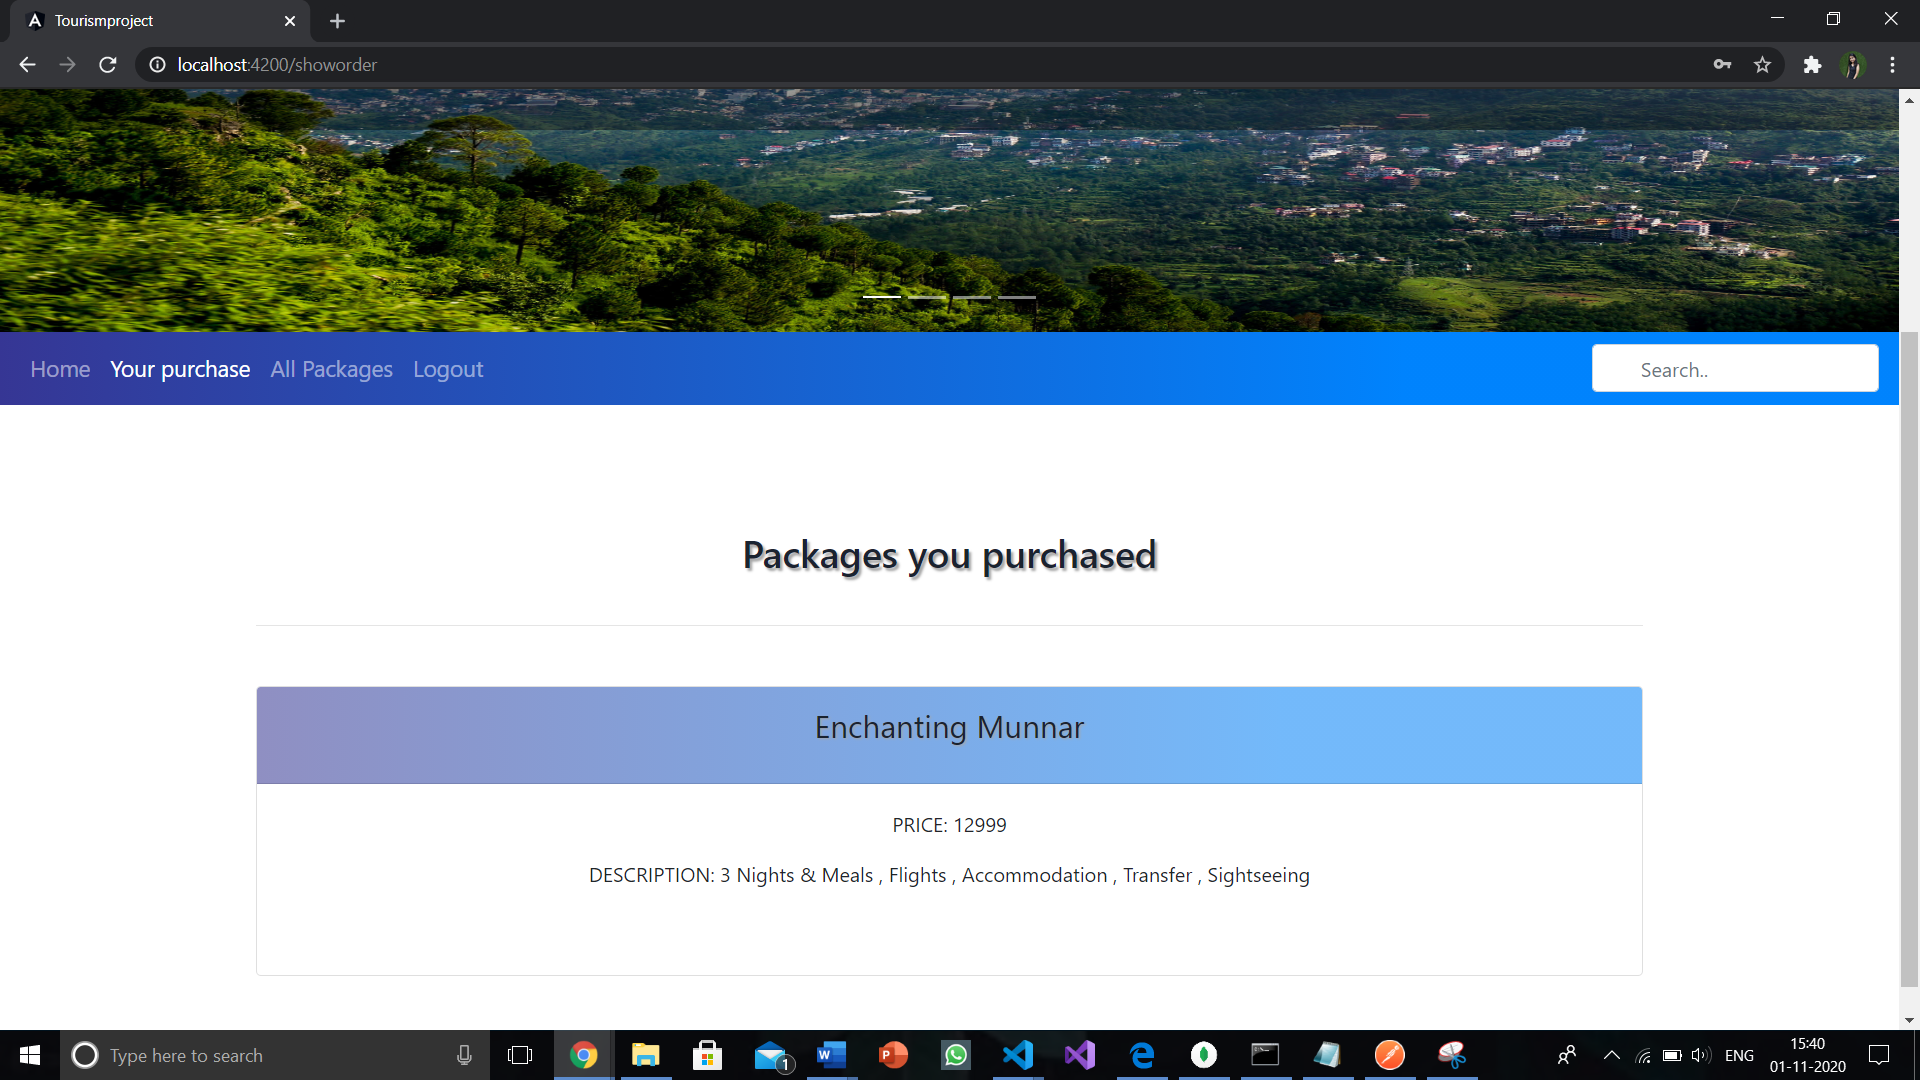 Tourismproject
localhost:4200/showorder
Home Your purchase All Packages Logout
Search..
Packages you purchased
Enchanting Munnar
PRICE: 12999
DESCRIPTION: 3 Nights & Meals , Flights , Accommodation , Transfer , Sightseeing
Type here to search
1
ENG
15:40
01-11-2020